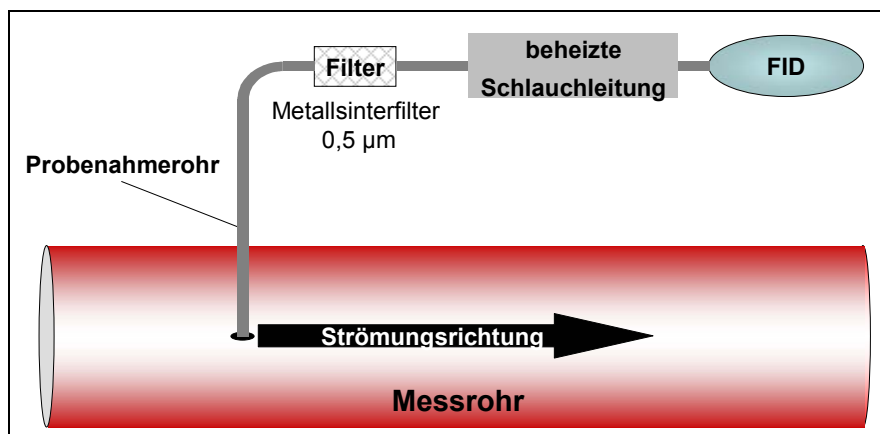 Filter
beheizte
Schlauchleitung
FID
Metallsinterfilter
0,5 µm
Probenahmerohr
Strömungsrichtung
Messrohr